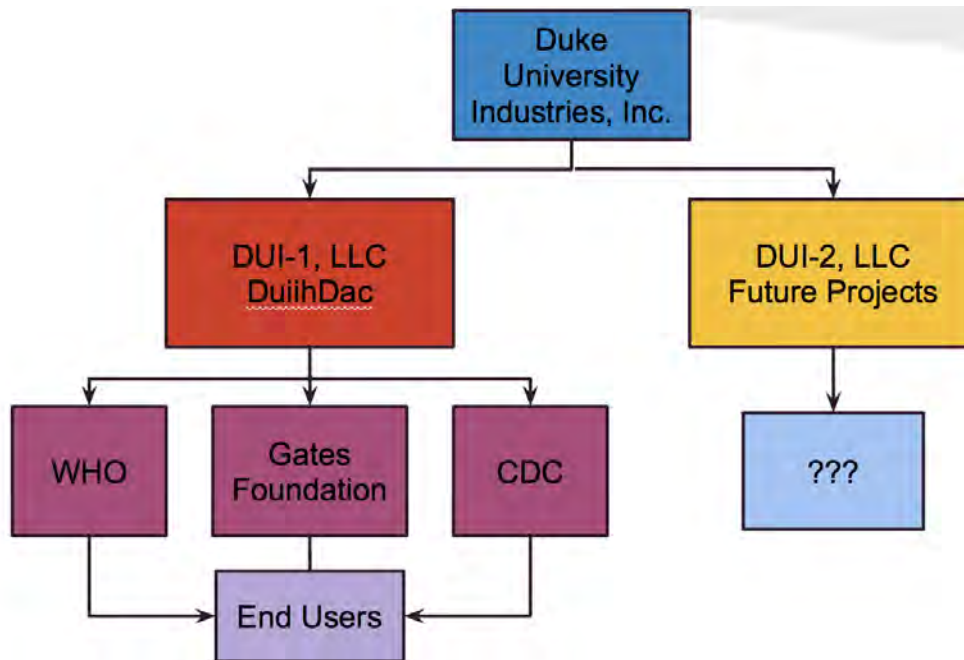 Duke
University
Industries, Inc.
DUI-1, LLC
DuiihDac
DUI-2, LLC
Future Projects
WHO
Gates
Foundation
CDC
???
End Users